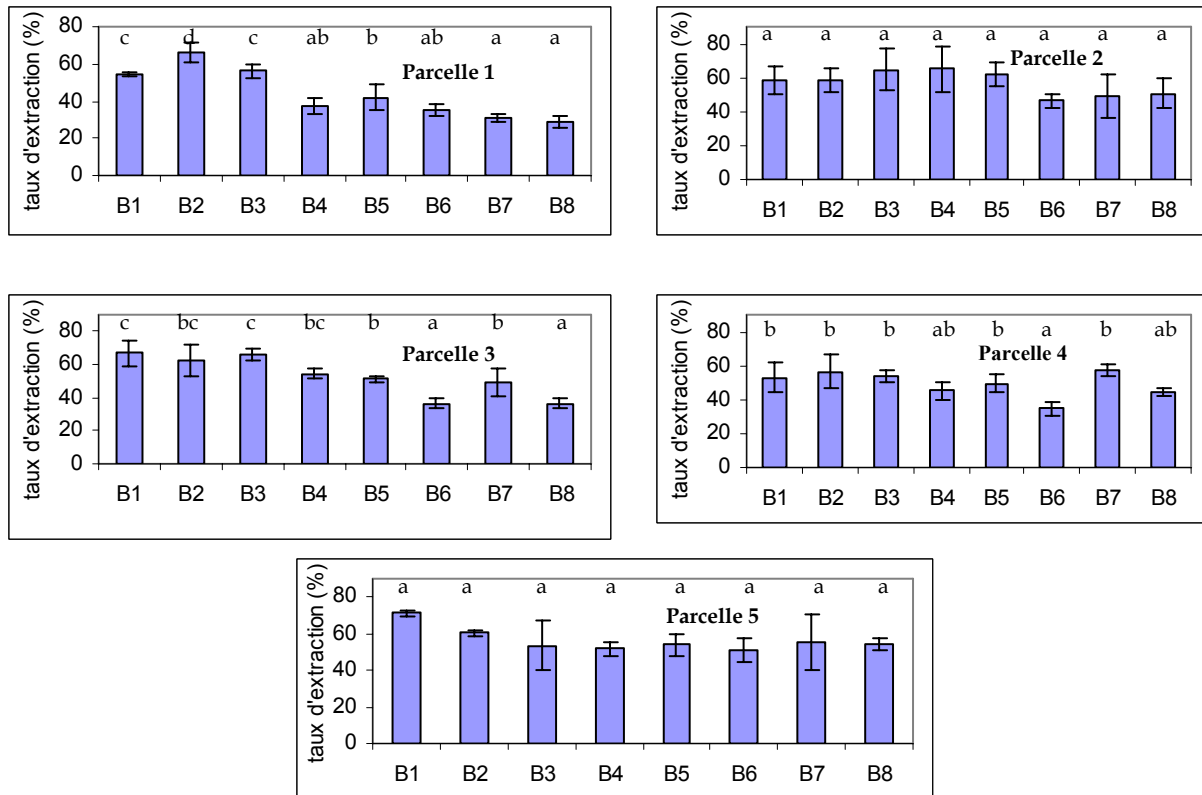 taux d'extraction (%)
80
60
40
20
0
c d c ab b ab a a
Parcelle 1
B1 B2 B3 B4 B5 B6 B7 B8
taux d'extraction (%)
80
60
40
20
0
a a a a a a a a
Parcelle 2
B1 B2 B3 B4 B5 B6 B7 B8
taux d'extraction (%)
80
60
40
20
0
c bc c bc b a b a
Parcelle 3
B1 B2 B3 B4 B5 B6 B7 B8
taux d'extraction (%)
80
60
40
20
0
b b b ab b a b ab
Parcelle 4
B1 B2 B3 B4 B5 B6 B7 B8
taux d'extraction (%)
80
60
40
20
0
a a a a a a a a
Parcelle 5
B1 B2 B3 B4 B5 B6 B7 B8